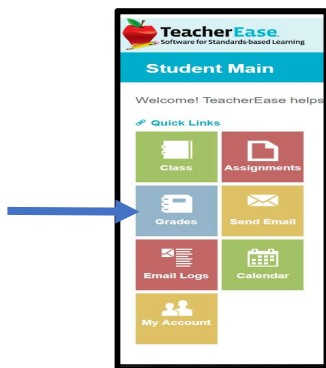 TeacherEase
Software for Standards-based Learning
Student Main
Welcome! TeacherEase helps
Quick Links
Class
Assignments
Grades
Send Email
Email Logs
Calendar
My Account